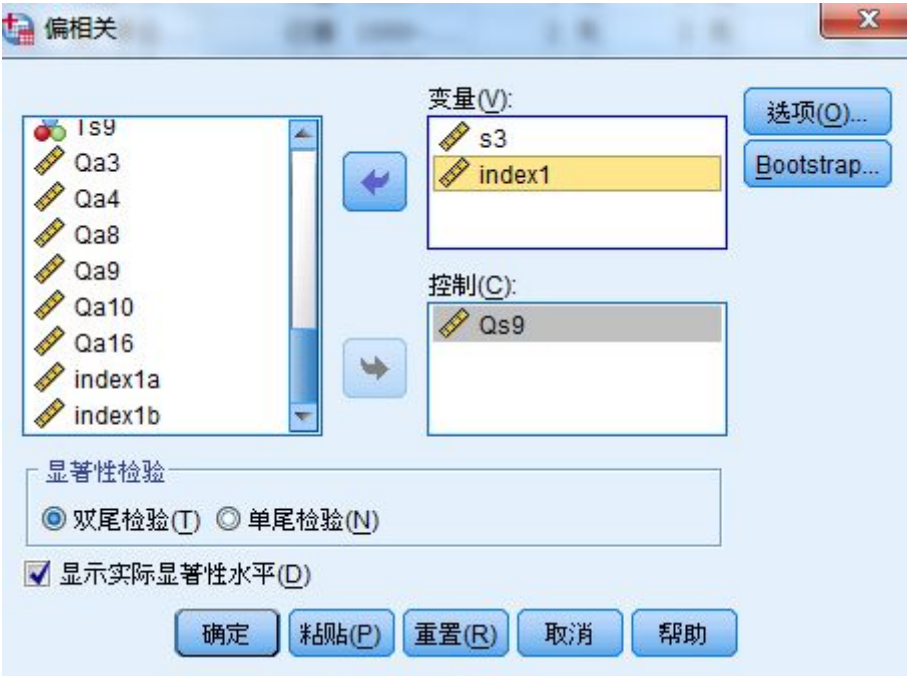 偏相关
变量(V):
选项(O)...
Bootstrap...
Ts9
Qa3
Qa4
Qa8
Qa9
Qa10
Qa16
index1a
index1b
s3
index1
控制(C):
Qs9
显著性检验
双尾检验(T) 单尾检验(N)
显示实际显著性水平(D)
确定 粘贴(P) 重置(R) 取消 帮助